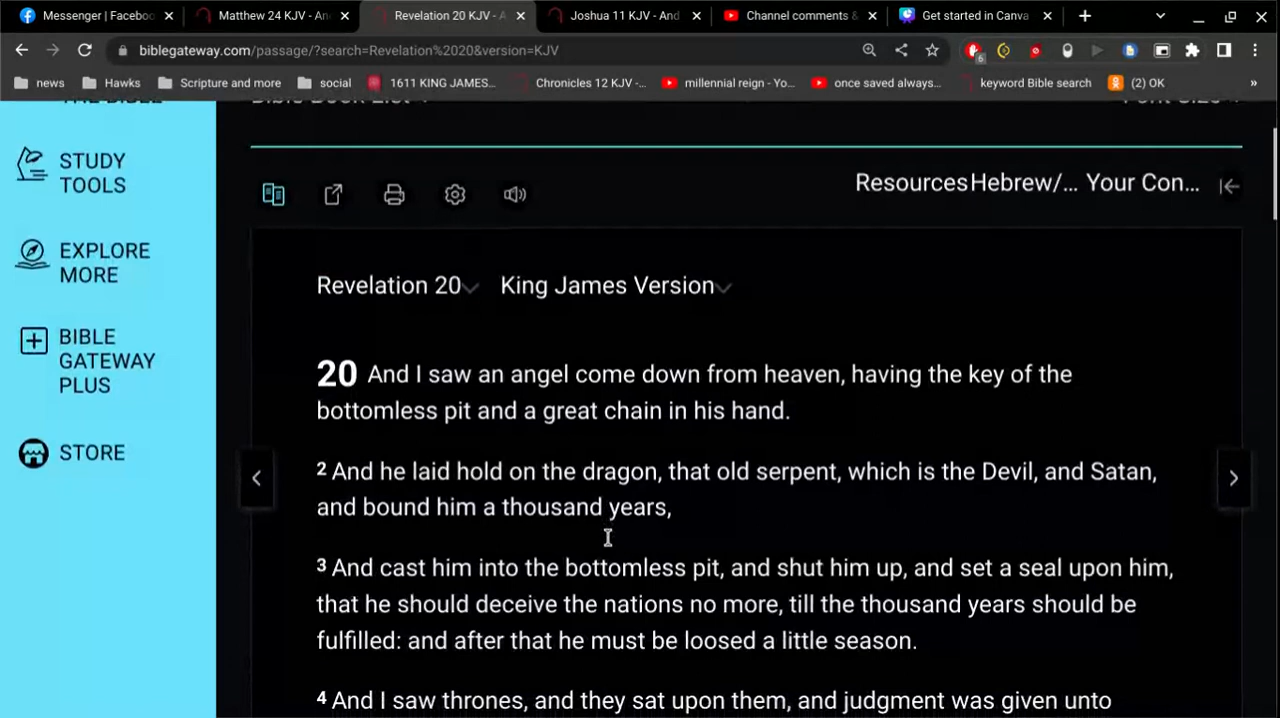 Messenger | Faceboo
Matthew 24 KJV - An
Revelation 20 KJV - A
Joshua 11 KJV - And
Channel comments &
Get started in Canva
biblegateway.com/passage/?search=Revelation%2020&version=KJV
6
news
Hawks
Scripture and more
social
1611 KING JAMES...
Chronicles 12 KJV -...
millennial reign - Yo...
once saved always...
keyword Bible search
(2) OK
»
THE BIBLE
Bible Book List
Font Size
STUDY
TOOLS
EXPLORE
MORE
BIBLE
GATEWAY
PLUS
STORE
Resources Hebrew/... Your Con...
Revelation 20 King James Version
20 And I saw an angel come down from heaven, having the key of the
bottomless pit and a great chain in his hand.
2 And he laid hold on the dragon, that old serpent, which is the Devil, and Satan,
and bound him a thousand years,
3 And cast him into the bottomless pit, and shut him up, and set a seal upon him,
that he should deceive the nations no more, till the thousand years should be
fulfilled: and after that he must be loosed a little season.
4 And I saw thrones, and they sat upon them, and judgment was given unto